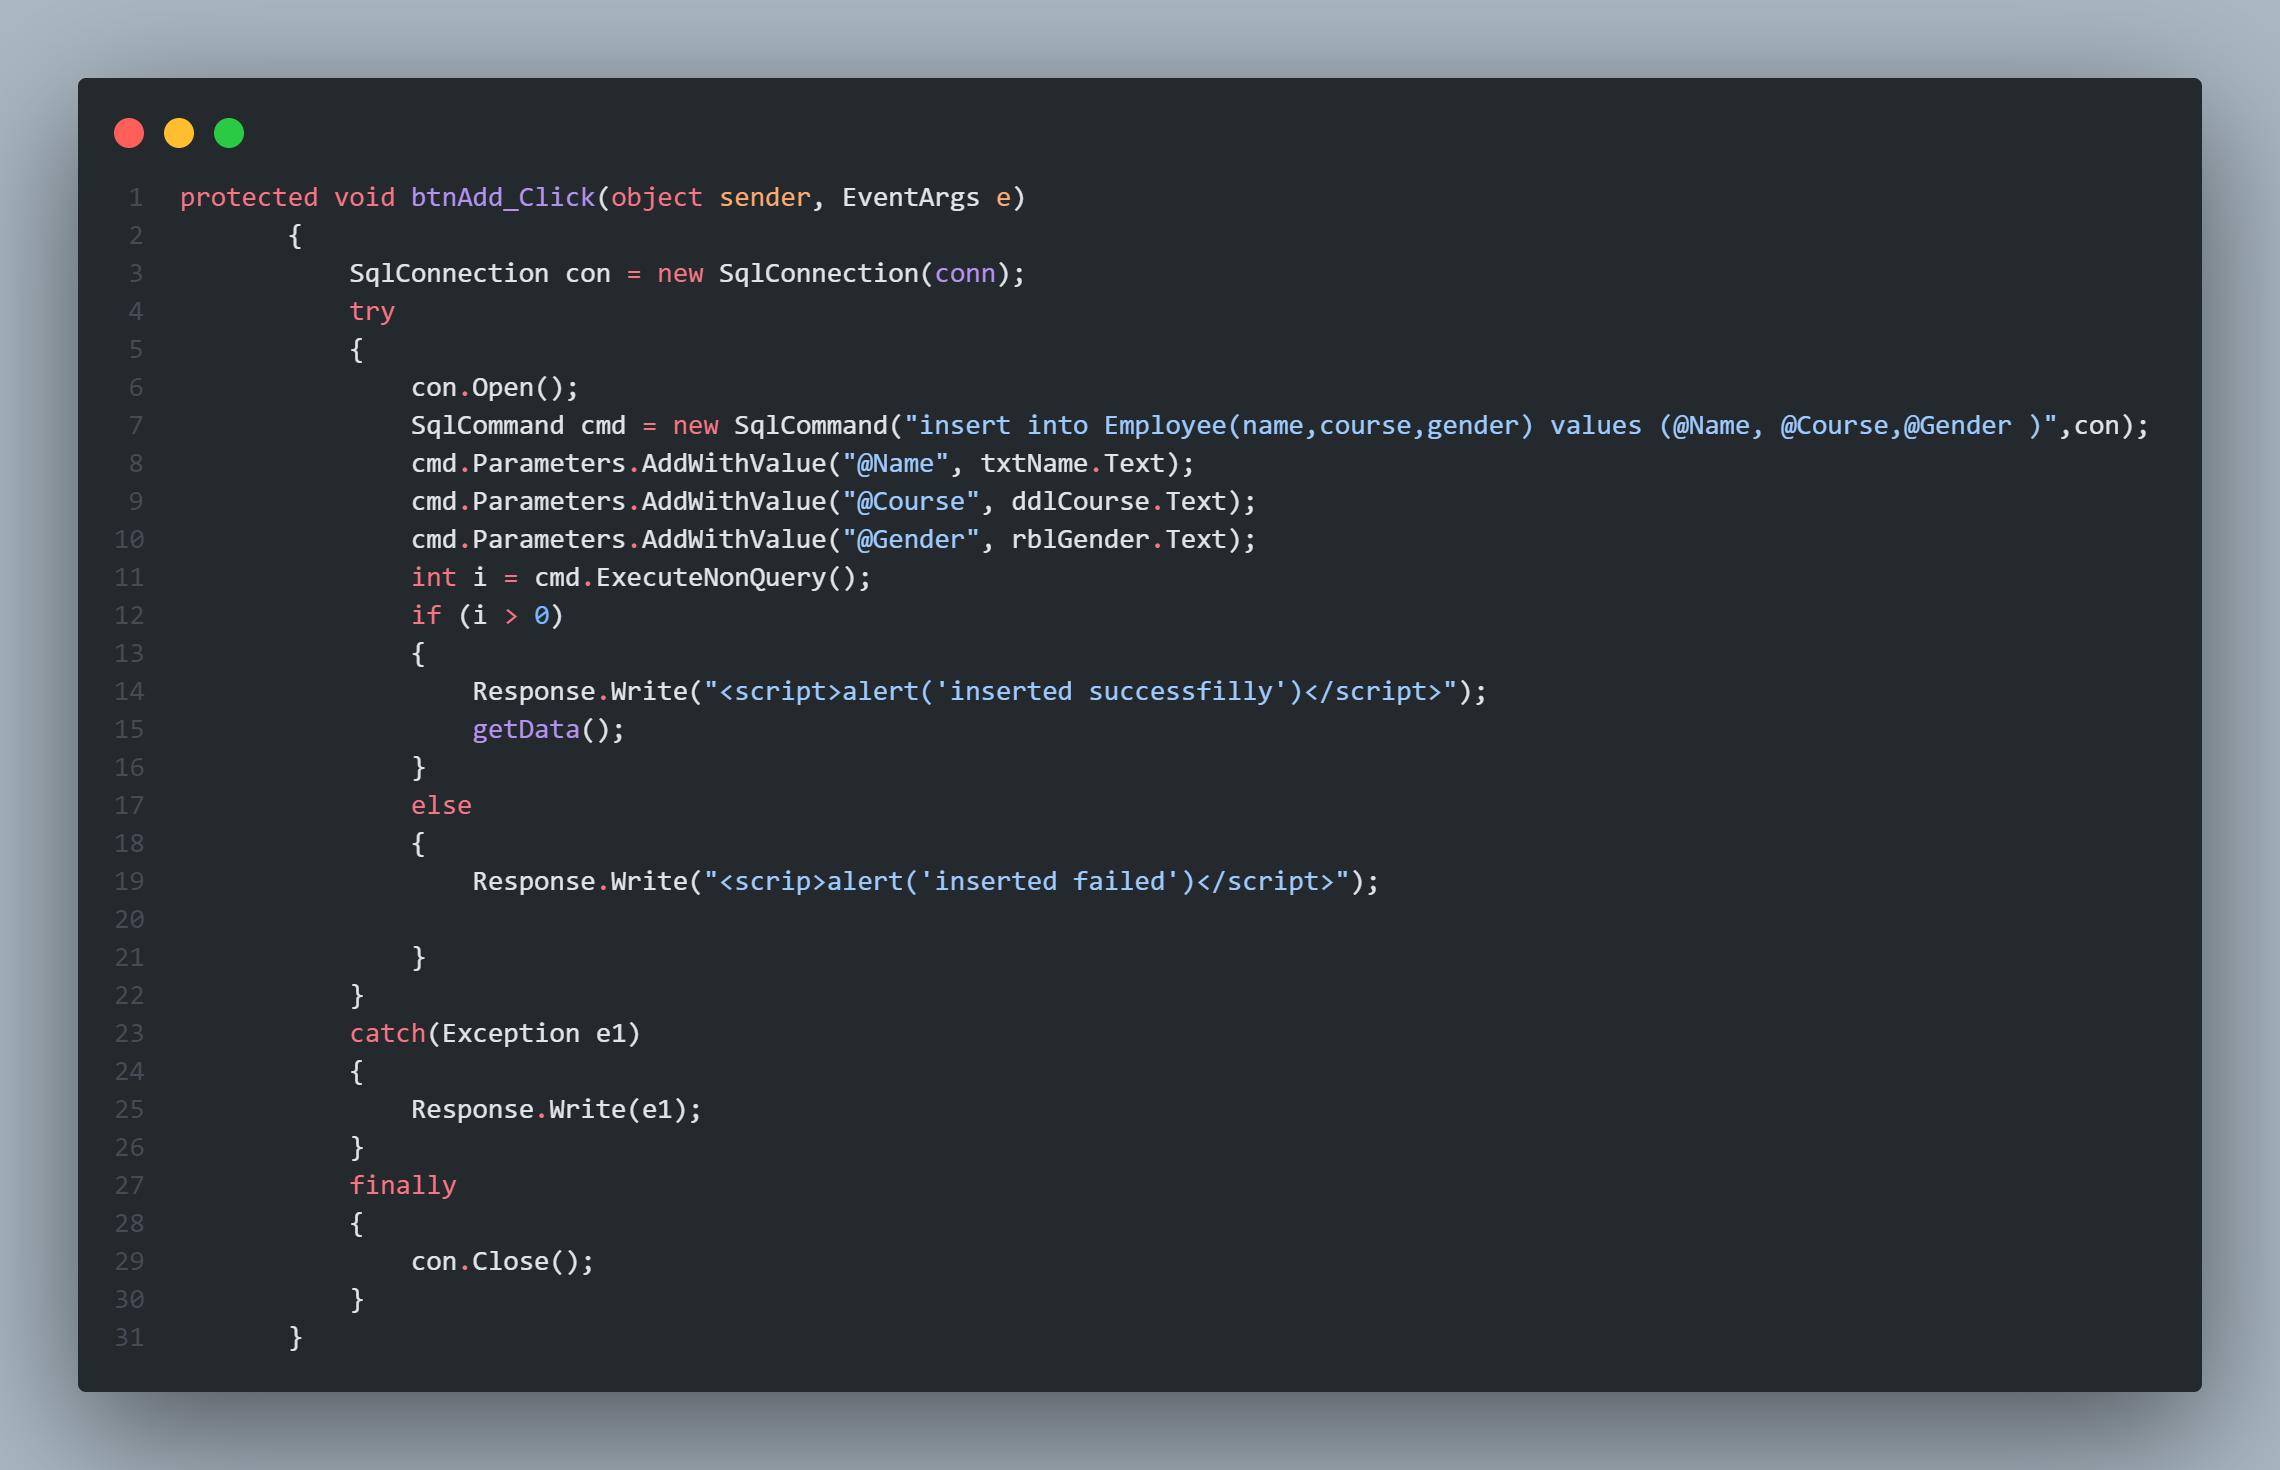 1 protected void btnAdd_Click(object sender, EventArgs e)
2 {
3 SqlConnection con = new SqlConnection(conn);
4 try
5 {
6 con.Open();
7 SqlCommand cmd = new SqlCommand("insert into Employee(name,course,gender) values (@Name, @Course,@Gender )",con);
8 cmd.Parameters.AddWithValue("@Name", txtName.Text);
9 cmd.Parameters.AddWithValue("@Course", ddlCourse.Text);
10 cmd.Parameters.AddWithValue("@Gender", rblGender.Text);
11 int i = cmd.ExecuteNonQuery();
12 if (i > 0)
13 {
14 Response.Write("<script>alert('inserted successfilly')</script>");
15 getData();
16 }
17 else
18 {
19 Response.Write("<scrip>alert('inserted failed')</script>");
20
21 }
22 }
23 catch(Exception e1)
24 {
25 Response.Write(e1);
26 }
27 finally
28 {
29 con.Close();
30 }
31 }